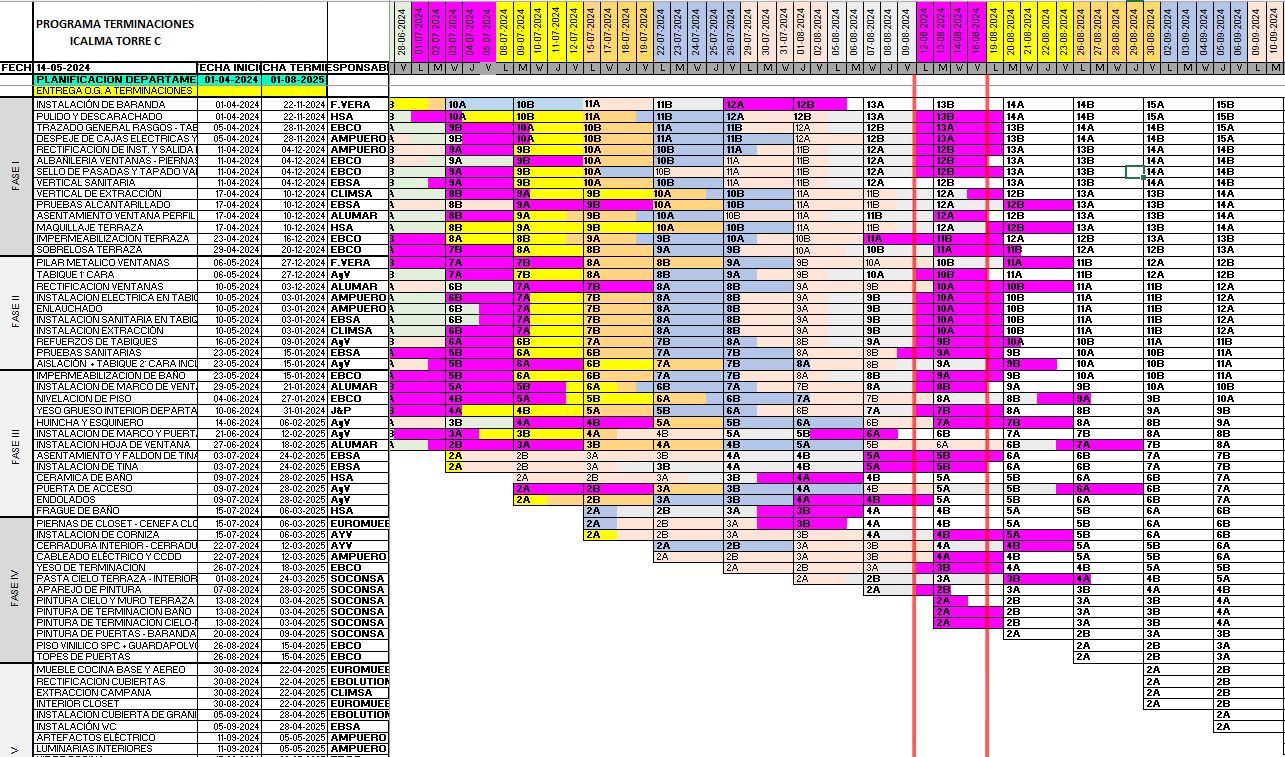 PROGRAMA TERMINACIONES
ICALMA TORRE C
28-06-2024 01-07-2024 02-07-2024 03-07-2024 04-07-2024 05-07-2024 08-07-2024 09-07-2024 10-07-2024 11-07-2024 12-07-2024 15-07-2024 17-07-2024 18-07-2024 19-07-2024 22-07-2024 23-07-2024 24-07-2024 25-07-2024 26-07-2024 29-07-2024 30-07-2024 31-07-2024 01-08-2024 02-08-2024 05-08-2024 06-08-2024 07-08-2024 08-08-2024 09-08-2024 12-08-2024 13-08-2024 14-08-2024 16-08-2024 19-08-2024 20-08-2024 21-08-2024 22-08-2024 23-08-2024 26-08-2024 27-08-2024 28-08-2024 29-08-2024 30-08-2024 02-09-2024 03-09-2024 04-09-2024 05-09-2024 06-09-2024 09-09-2024 10-09-2024
FECH 14-05-2024 FECHA INICI CHA TERMI ESPONSAB V L M W J V L M W J V L W J V L M W J V L M W J V L M W J V L M W V L M W J V L M W J V L M W J V L M
PLANIFICACION DEPARTAME 01-04-2024 01-08-2025
ENTREGA O.G. A TERMINACIONES
FASE I
INSTALACIÓN DE BARANDA 01-04-2024 22-11-2024 F.VERA 10A 10B 11A 11B 12A 12B 13A 13B 14A 14B 15A 15B
PULIDO Y DESCACHARADO 01-04-2024 22-11-2024 HSA 10A 10B 11A 11B 12A 12B 13A 13B 14A 14B 15A 15B
TRAZADO GENERAL RASGOS - TAB 05-04-2024 28-11-2024 EBCO 9B 10A 10B 11A 11B 12A 12B 13A 13B 14A 14B 15A
DESPEJE DE CAJAS ELECTRICAS Y 05-04-2024 28-11-2024 AMPUERO 9B 10A 10B 11A 11B 12A 12B 13A 13B 14A 14B 15A
RECTIFICACION DE INST. Y SALIDA 11-04-2024 04-12-2024 AMPUERO 9A 9B 10A 10B 11A 11B 12A 12B 13A 13B 14A 14B
ALBAÑILERIA VENTANAS - PIERNAS 11-04-2024 04-12-2024 EBCO 9A 9B 10A 10B 11A 11B 12A 12B 13A 13B 14A 14B
SELLO DE PASADAS Y TAPADO VA 11-04-2024 04-12-2024 EBCO 9A 9B 10A 10B 11A 11B 12A 12B 13A 13B 14A 14B
VERTICAL SANITARIA 11-04-2024 04-12-2024 EBSA 9A 9B 10A 10B 11A 11B 12A 12B 13A 13B 14A 14B
VERTICAL DE EXTRACCIÓN 17-04-2024 10-12-2024 CLIMSA 8B 9A 9B 10A 10B 11A 11B 12A 12B 13A 13B 14A
PRUEBAS ALCANTARILLADO 17-04-2024 10-12-2024 EBSA 8B 9A 9B 10A 10B 11A 11B 12A 12B 13A 13B 14A
ASENTAMIENTO VENTANA PERFIL 17-04-2024 10-12-2024 ALUMAR 8B 9A 9B 10A 10B 11A 11B 12A 12B 13A 13B 14A
MAQUILLAJE TERRAZA 17-04-2024 10-12-2024 HSA 8B 9A 9B 10A 10B 11A 11B 12A 12B 13A 13B 14A
IMPERMEABILIZACIÓN TERRAZA 23-04-2024 16-12-2024 EBCO 8A 8B 9A 9B 10A 10B 11A 11B 12A 12B 13A 13B
SOBRELOSA TERRAZA 29-04-2024 20-12-2024 EBCO 7B 8A 8B 9A 9B 10A 10B 11A 11B 12A 12B 13A
FASE II
PILAR METALICO VENTANAS 06-05-2024 27-12-2024 F.VERA 7A 7B 8A 8B 9A 9B 10A 10B 11A 11B 12A 12B
TABIQUE 1 CARA 06-05-2024 27-12-2024 AgV 7A 7B 8A 8B 9A 9B 10A 10B 11A 11B 12A 12B
RECTIFICACION VENTANAS 10-05-2024 03-12-2024 ALUMAR 6B 7A 7B 8A 8B 9A 9B 10A 10B 11A 11B 12A
INSTALACION ELECTRICA EN TABIC 10-05-2024 03-01-2024 AMPUERO 6B 7A 7B 8A 8B 9A 9B 10A 10B 11A 11B 12A
ENLAUCHADO 10-05-2024 03-01-2024 AMPUERO 6B 7A 7B 8A 8B 9A 9B 10A 10B 11A 11B 12A
INSTALACION SANITARIA EN TABIQ 10-05-2024 03-01-2024 EBSA 6B 7A 7B 8A 8B 9A 9B 10A 10B 11A 11B 12A
INSTALACIÓN EXTRACCIÓN 10-05-2024 03-01-2024 CLIMSA 6B 7A 7B 8A 8B 9A 9B 10A 10B 11A 11B 12A
REFUERZOS DE TABIQUES 16-05-2024 09-01-2024 AgV 6A 6B 7A 7B 8A 8B 9A 9B 10A 10B 11A 11B
PRUEBAS SANITARIAS 23-05-2024 15-01-2024 EBSA 5B 6A 6B 7A 7B 8A 8B 9A 9B 10A 10B 11A
AISLACION + TABIQUE 2° CARA INCL 23-05-2024 15-01-2024 AgV 5B 6A 6B 7A 7B 8A 8B 9A 9B 10A 10B 11A
FASE III
IMPERMEABILIZACION DE BAÑO 23-05-2024 15-01-2024 EBCO 5B 6A 6B 7A 7B 8A 8B 9A 9B 10A 10B 11A
INSTALACION DE MARCO DE VENT. 29-05-2024 21-01-2024 ALUMAR 5A 5B 6A 6B 7A 7B 8A 8B 9A 9B 10A 10B
NIVELACION DE PISO 04-06-2024 27-01-2024 EBCO 4B 5A 5B 6A 6B 7A 7B 8A 8B 9A 9B 10A
YESO GRUESO INTERIOR DEPARTA 10-06-2024 31-01-2024 J&P 4A 4B 5A 5B 6A 6B 7A 7B 8A 8B 9A 9B
HUINCHA Y ESQUINERO 14-06-2024 06-02-2025 AgV 3B 4A 4B 5A 5B 6A 6B 7A 7B 8A 8B 9A
INSTALACION DE MARCO Y PUERT. 21-06-2024 12-02-2025 AgV 3A 3B 4A 4B 5A 5B 6A 6B 7A 7B 8A 8B
INSTALACION HOJA DE VENTANA 27-06-2024 18-02-2025 ALUMAR 2B 3A 3B 4A 4B 5A 5B 6A 6B 7A 7B 8A
ASENTAMIENTO Y FALDON DE TINA 03-07-2024 24-02-2025 EBSA 2A 2B 3A 3B 4A 4B 5A 5B 6A 6B 7A 7B
INSTALACION DE TINA 03-07-2024 24-02-2025 EBSA 2A 2B 3A 3B 4A 4B 5A 5B 6A 6B 7A 7B
CERAMICA DE BAÑO 09-07-2024 28-02-2025 HSA 2A 2B 3A 3B 4A 4B 5A 5B 6A 6B 7A
PUERTA DE ACCESO 09-07-2024 28-02-2025 AgV 2A 2B 3A 3B 4A 4B 5A 5B 6A 6B 7A
ENDOLADOS 09-07-2024 28-02-2025 AgV 2A 2B 3A 3B 4A 4B 5A 5B 6A 6B 7A
FRAGUE DE BAÑO 15-07-2024 06-03-2025 HSA 2A 2B 3A 3B 4A 4B 5A 5B 6A 6B
FASE IV
PIERNAS DE CLOSET - CENEFA CLO 15-07-2024 06-03-2025 EUROMUEB 2A 2B 3A 3B 4A 4B 5A 5B 6A 6B
INSTALACION DE CORNIZA 15-07-2024 06-03-2025 AYV 2A 2B 3A 3B 4A 4B 5A 5B 6A 6B
CERRADURA INTERIOR - CERRADU 22-07-2024 12-03-2025 AYV 2A 2B 3A 3B 4A 4B 5A 5B 6A
CABLEADO ELÉCTRICO Y CCDD 22-07-2024 12-03-2025 AMPUERO 2A 2B 3A 3B 4A 4B 5A 5B 6A
YESO DE TERMINACION 26-07-2024 18-03-2025 EBCO 2A 2B 3A 3B 4A 4B 5A 5B
PASTA CIELO TERRAZA - INTERIOR 01-08-2024 24-03-2025 SOCONSA 2A 2B 3A 3B 4A 4B 5A
APAREJO DE PINTURA 07-08-2024 28-03-2025 SOCONSA 2A 2B 3A 3B 4A 4B
PINTURA CIELO Y MURO TERRAZA 13-08-2024 03-04-2025 SOCONSA 2A 2B 3A 3B 4A
PINTURA DE TERMINACION BAÑO 13-08-2024 03-04-2025 SOCONSA 2A 2B 3A 3B 4A
PINTURA DE TERMINACION CIELO- 13-08-2024 03-04-2025 SOCONSA 2A 2B 3A 3B 4A
PINTURA DE PUERTAS - BARANDA 20-08-2024 09-04-2025 SOCONSA 2A 2B 3A 3B
PISO VINILICO SPC + GUARDAPOLV 26-08-2024 15-04-2025 EBCO 2A 2B 3A
TOPES DE PUERTAS 26-08-2024 15-04-2025 EBCO 2A 2B 3A
V
MUEBLE COCINA BASE Y AEREO 30-08-2024 22-04-2025 EUROMUEB 2A 2B
RECTIFICACION CUBIERTAS 30-08-2024 22-04-2025 EBOLUTION 2A 2B
EXTRACCION CAMPANA 30-08-2024 22-04-2025 CLIMSA 2A 2B
INTERIOR CLOSET 30-08-2024 22-04-2025 EUROMUEB 2A 2B
INSTALACION CUBIERTA DE GRANI 05-09-2024 28-04-2025 EBOLUTION 2A
INSTALACIÓN WC 05-09-2024 28-04-2025 EBSA 2A
ARTEFACTOS ELÉCTRICO 11-09-2024 05-05-2025 AMPUERO
LUMINARIAS INTERIORES 11-09-2024 05-05-2025 AMPUERO